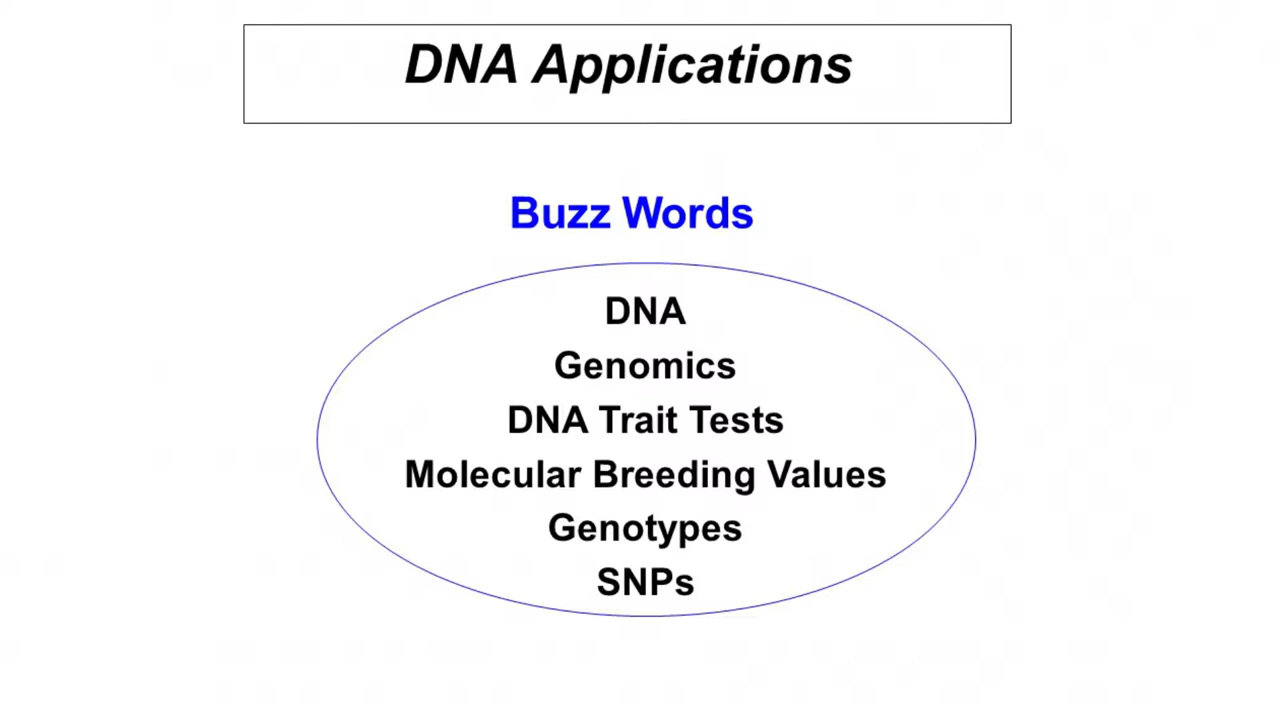 DNA Applications
Buzz Words
DNA
Genomics
DNA Trait Tests
Molecular Breeding Values
Genotypes
SNPs